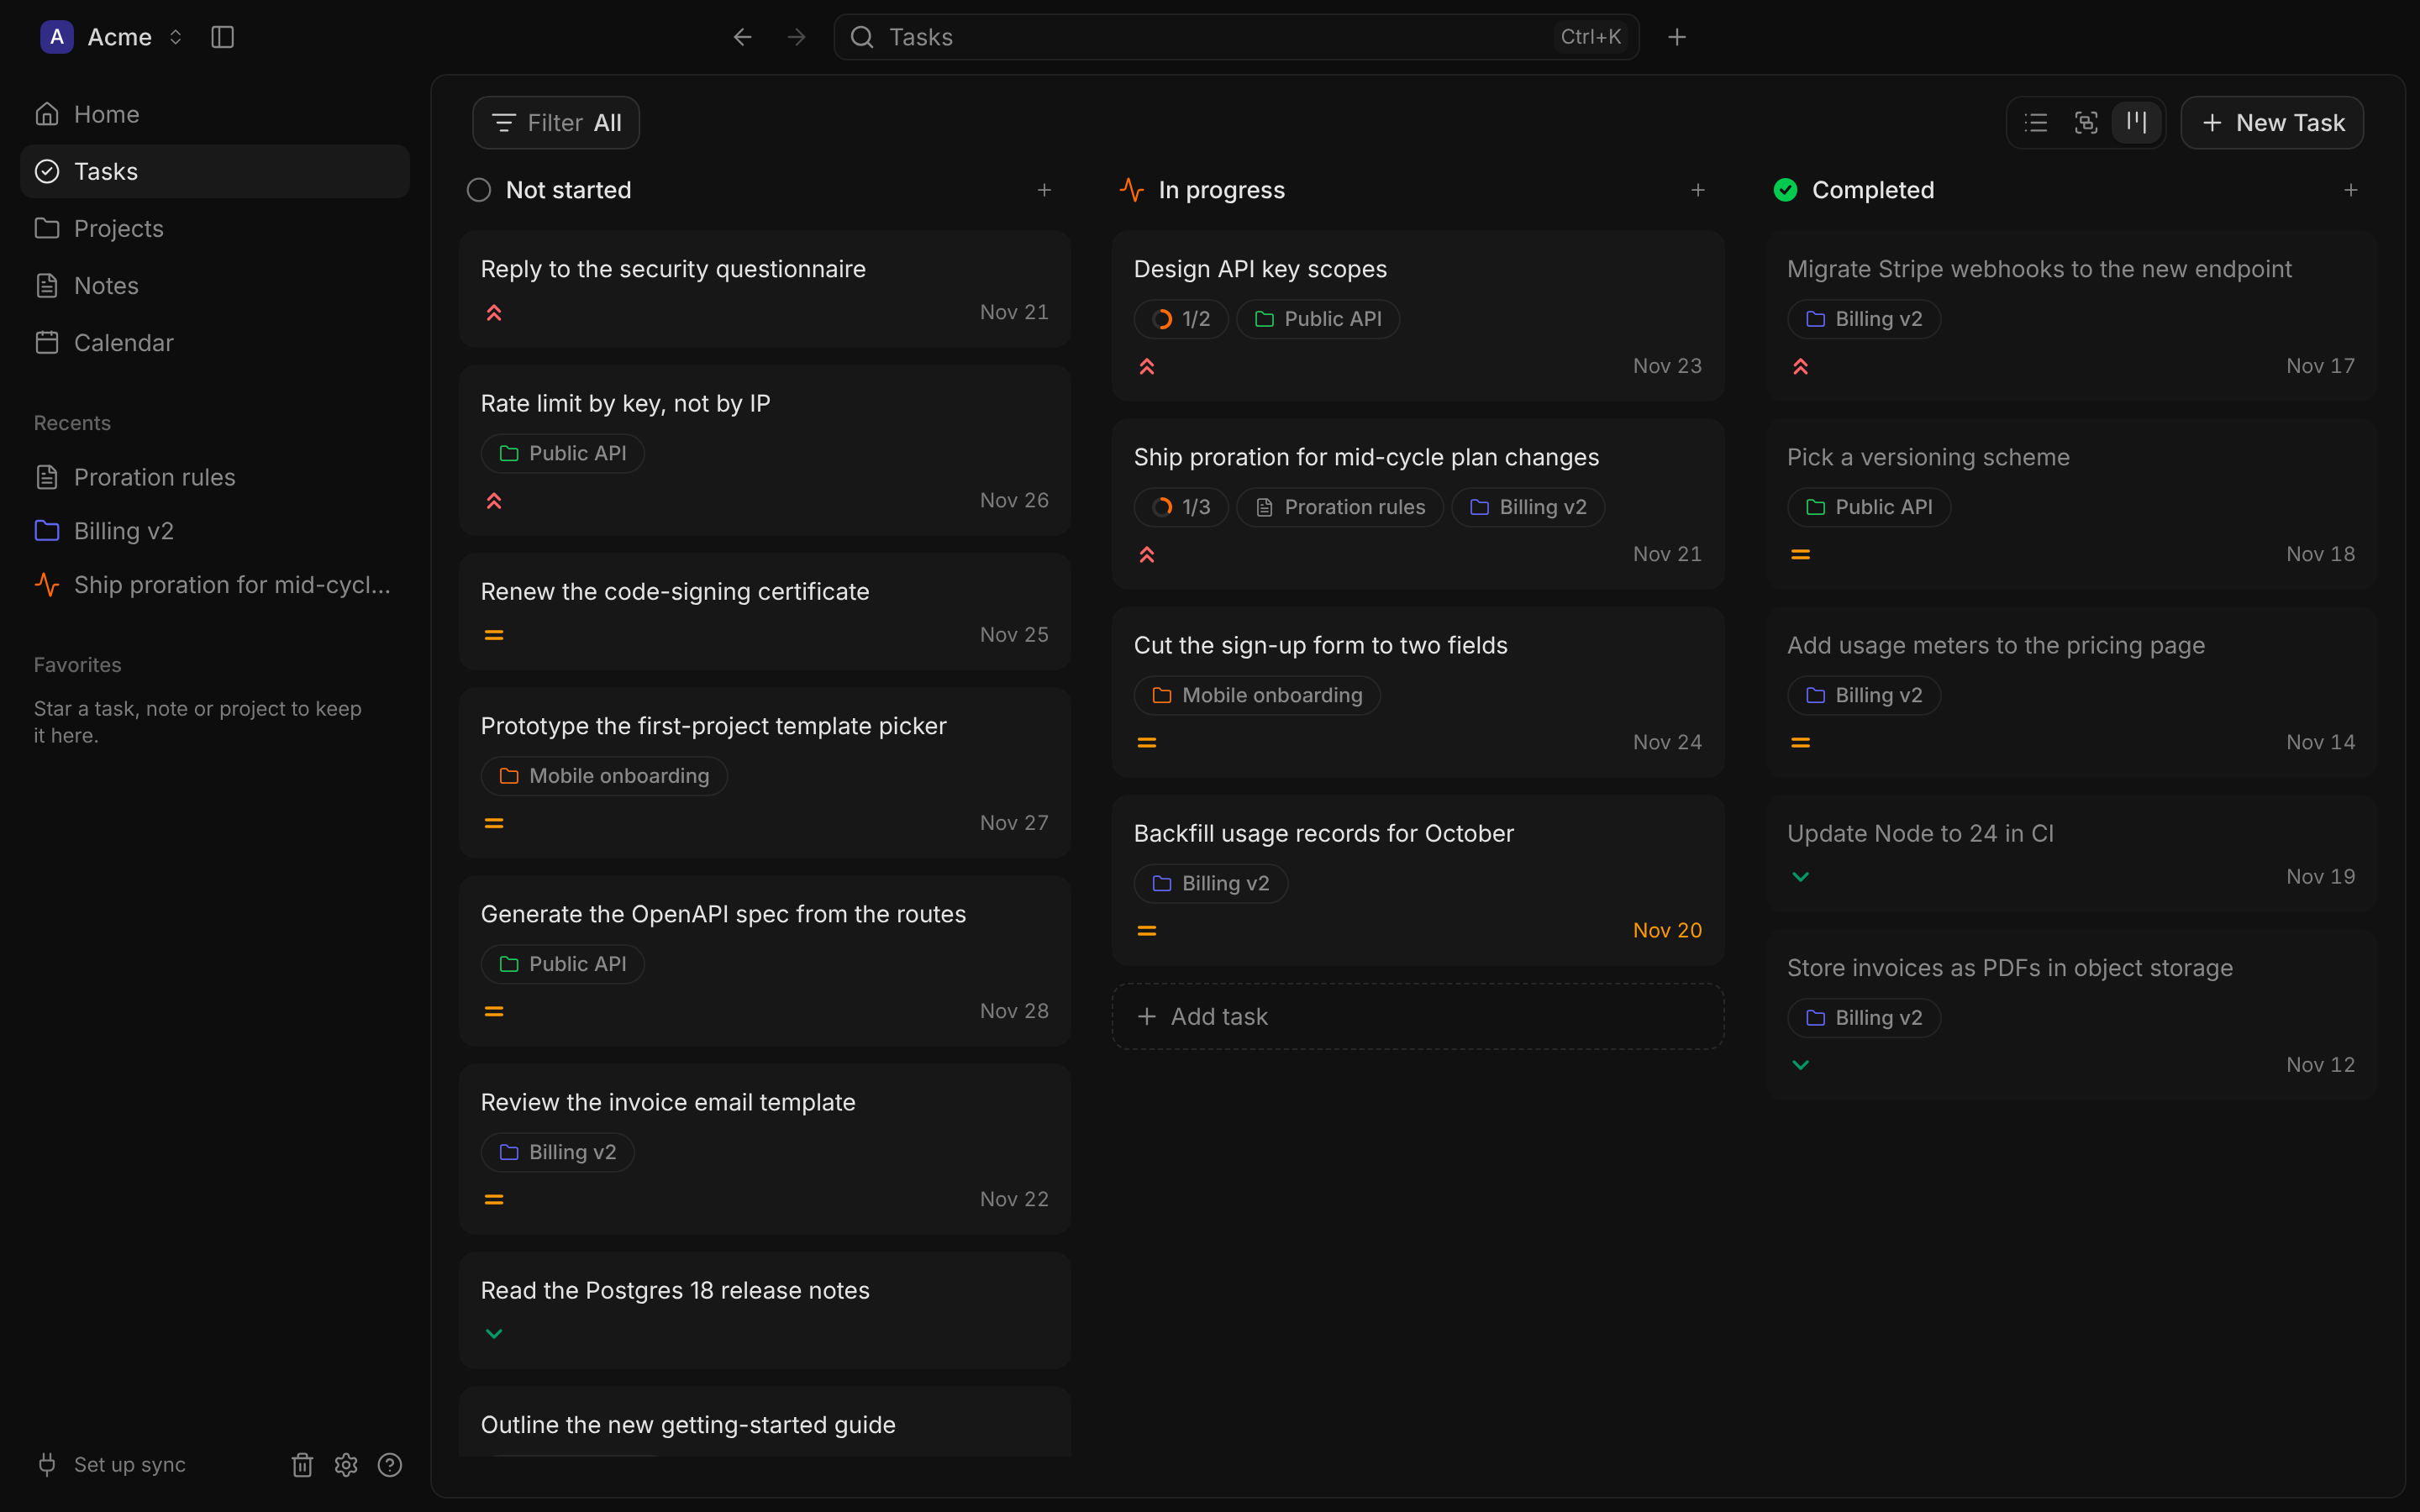 A Acme
Tasks
Ctrl+K
Home
Tasks
Projects
Notes
Calendar
Recents
Proration rules
Billing v2
Ship proration for mid-cycl...
Favorites
Star a task, note or project to keep
it here.
Set up sync
Filter All
New Task
Not started
Reply to the security questionnaire
Nov 21
Rate limit by key, not by IP
Public API
Nov 26
Renew the code-signing certificate
Nov 25
Prototype the first-project template picker
Mobile onboarding
Nov 27
Generate the OpenAPI spec from the routes
Public API
Nov 28
Review the invoice email template
Billing v2
Nov 22
Read the Postgres 18 release notes
Outline the new getting-started guide
In progress
Design API key scopes
1/2 Public API
Nov 23
Ship proration for mid-cycle plan changes
1/3 Proration rules Billing v2
Nov 21
Cut the sign-up form to two fields
Mobile onboarding
Nov 24
Backfill usage records for October
Billing v2
Nov 20
Add task
Completed
Migrate Stripe webhooks to the new endpoint
Billing v2
Nov 17
Pick a versioning scheme
Public API
Nov 18
Add usage meters to the pricing page
Billing v2
Nov 14
Update Node to 24 in CI
Nov 19
Store invoices as PDFs in object storage
Billing v2
Nov 12